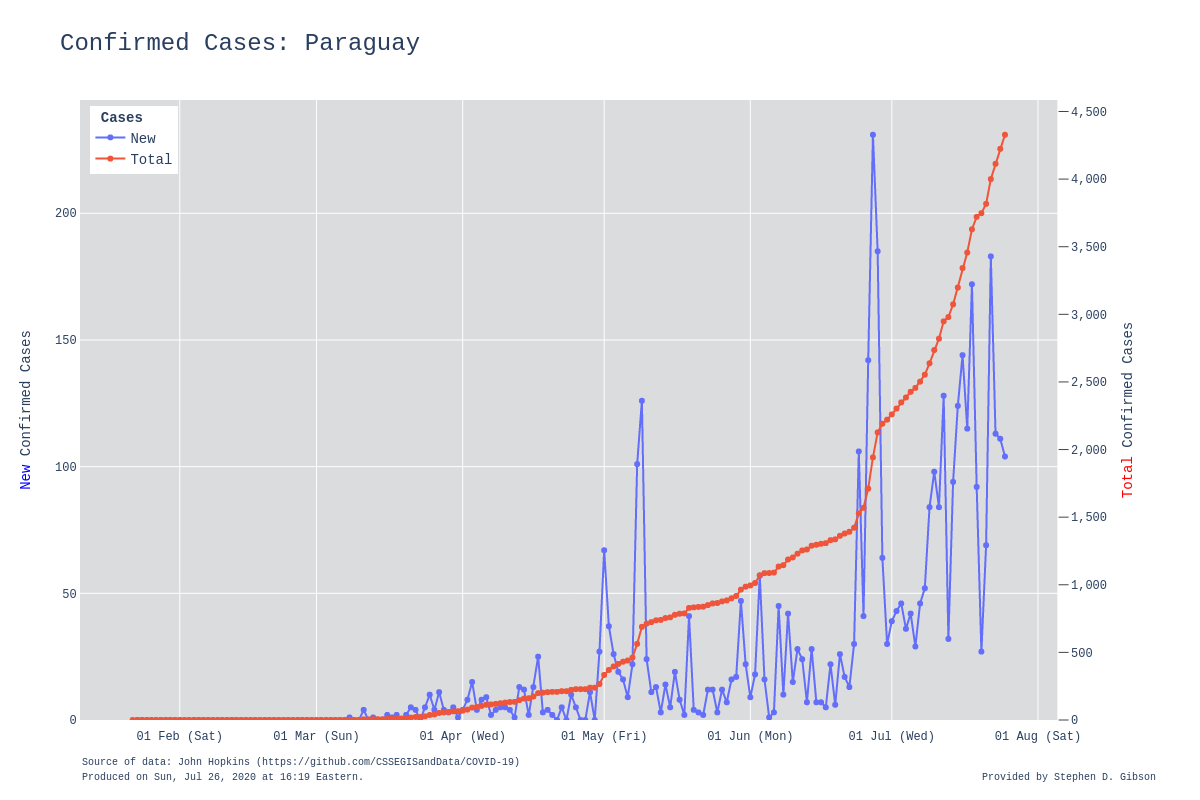 Confirmed Cases: Paraguay
Cases
New
Total
4,500
4,000
3,500
3,000
2,500
2,000
1,500
1,000
500
0
200
150
100
50
0
New Confirmed Cases
Total Confirmed Cases
01 Feb (Sat) 01 Mar (Sun) 01 Apr (Wed) 01 May (Fri) 01 Jun (Mon) 01 Jul (Wed) 01 Aug (Sat)
Source of data: John Hopkins (https://github.com/CSSEGISandData/COVID-19)
Produced on Sun, Jul 26, 2020 at 16:19 Eastern.
Provided by Stephen D. Gibson